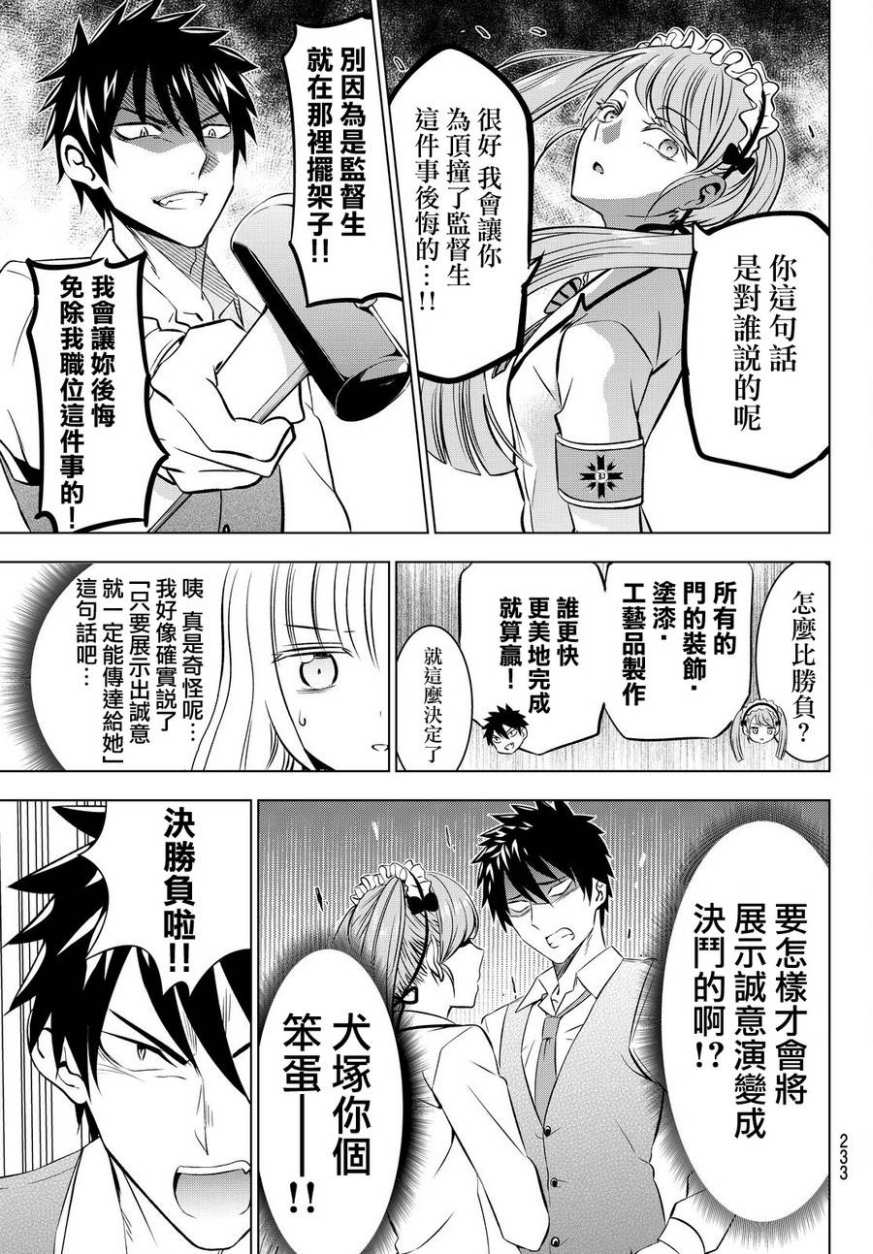 你這句話
是對誰說的呢
很好 我會讓你
為頂撞了監督生
這件事後悔的…!!
別因為是監督生
就在那裡擺架子!!
我會讓妳後悔
免除我職位這件事的!
怎麼比勝負?
所有的
門的裝飾·
塗漆·
工藝品製作
誰更快
更美地完成
就算贏!
就這麼決定了
咦 真是奇怪呢…
我好像確實説了
「只要展示出誠意
就一定能傳達給她」
這句話吧…
要怎樣才會將
展示誠意演變成
決鬥的啊!?
犬塚你個
笨蛋——!!
決勝負啦!!
233